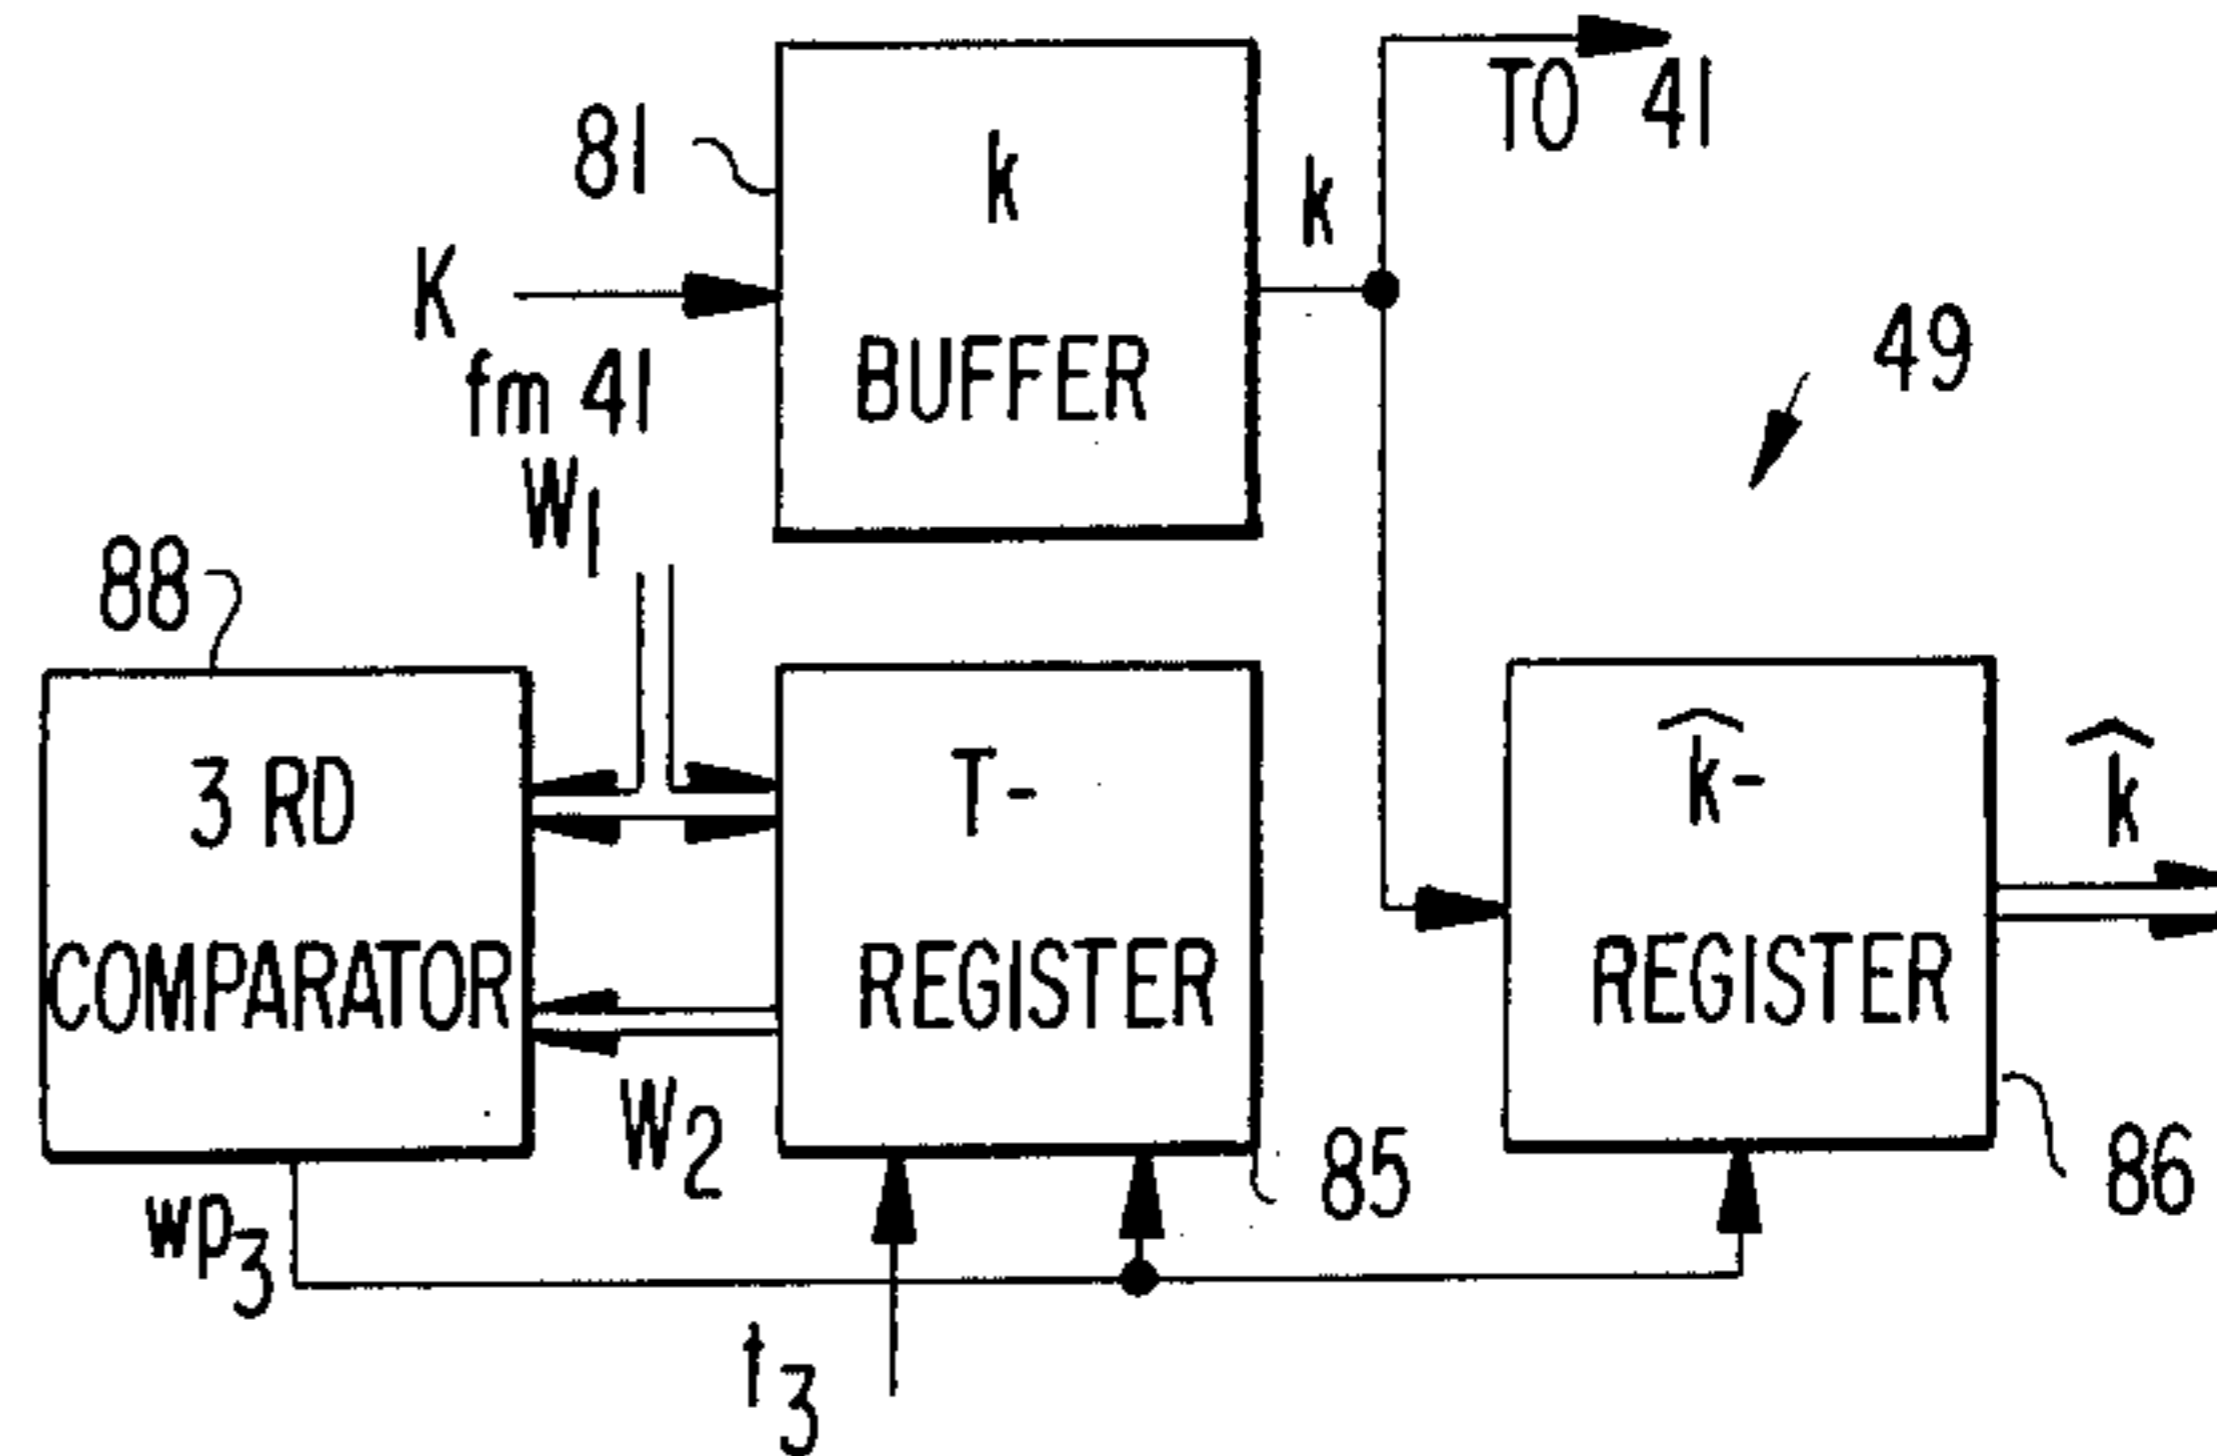 TO 41
81
k
BUFFER
k
K
fm 41
49
W1
88
3 RD
COMPARATOR
T-
REGISTER
k̂-
REGISTER
k̂
W2
85
86
wp3
t3